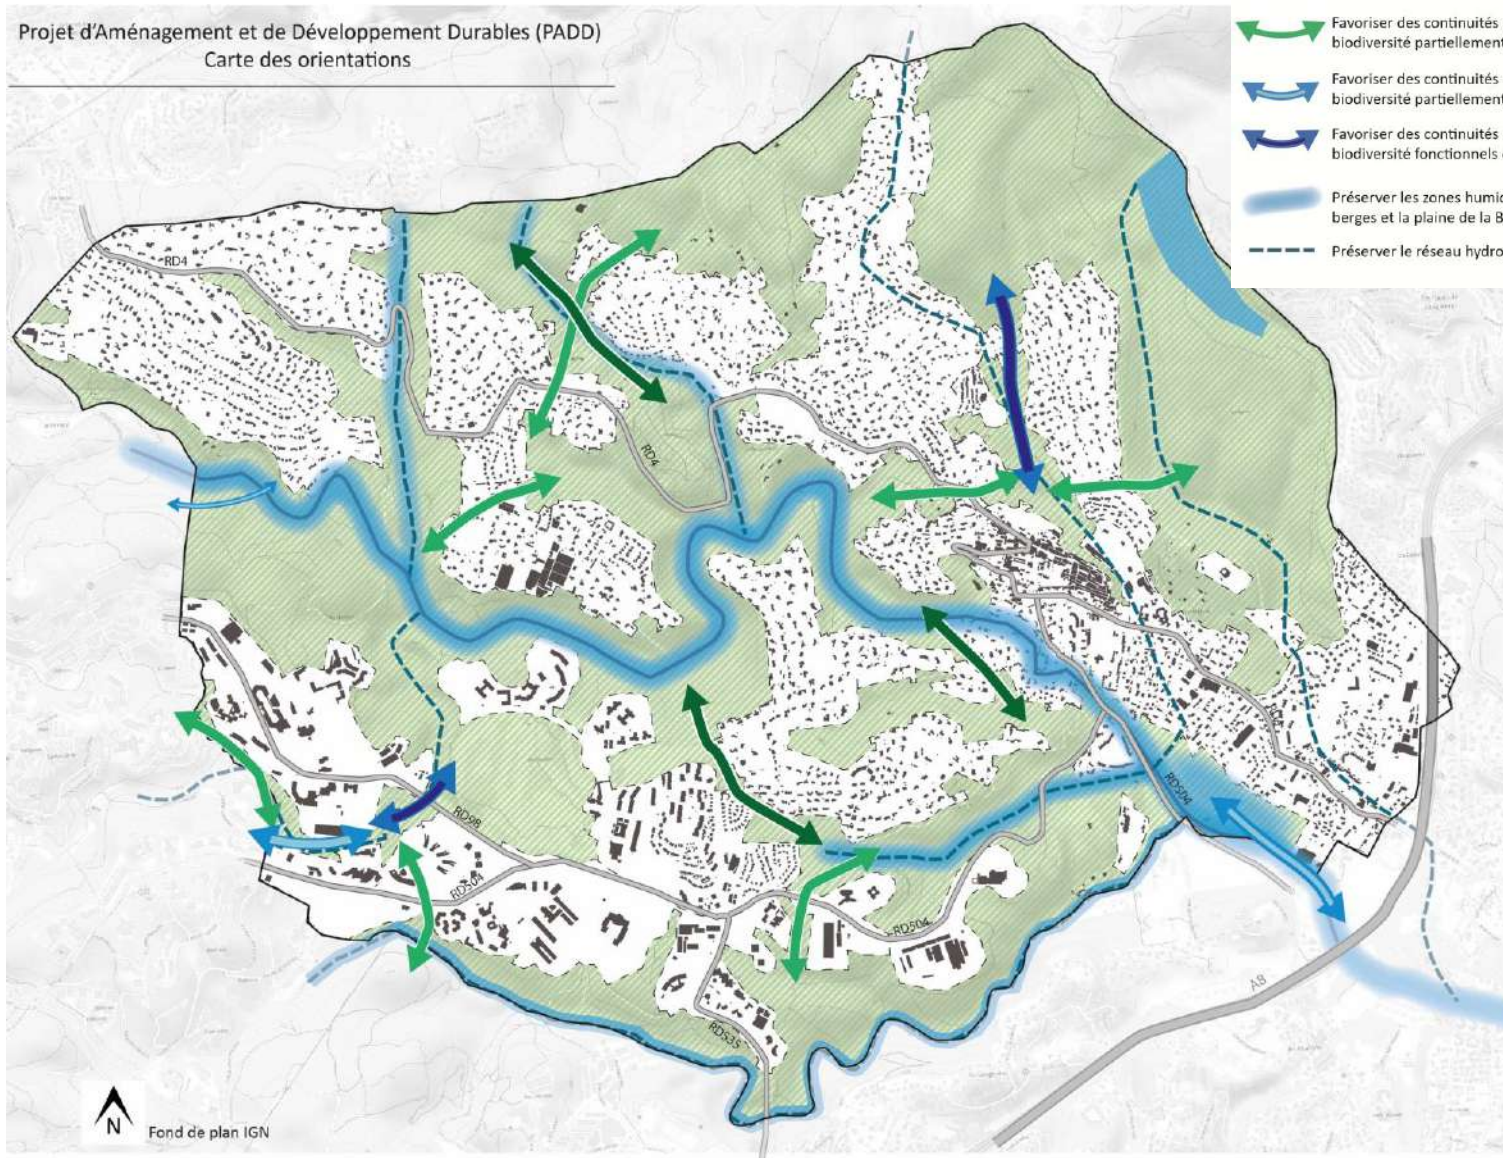 Projet d'Aménagement et de Développement Durables (PADD)
Carte des orientations
Favoriser des continuités
biodiversité partiellement
Favoriser des continuités
biodiversité partiellement
Favoriser des continuités
biodiversité fonctionnels
Préserver les zones humi
berges et la plaine de la B
Préserver le réseau hydro
RD4
RD4
RD4
RD504
RD98
RD504
RD504
RD535
A8
N
Fond de plan IGN